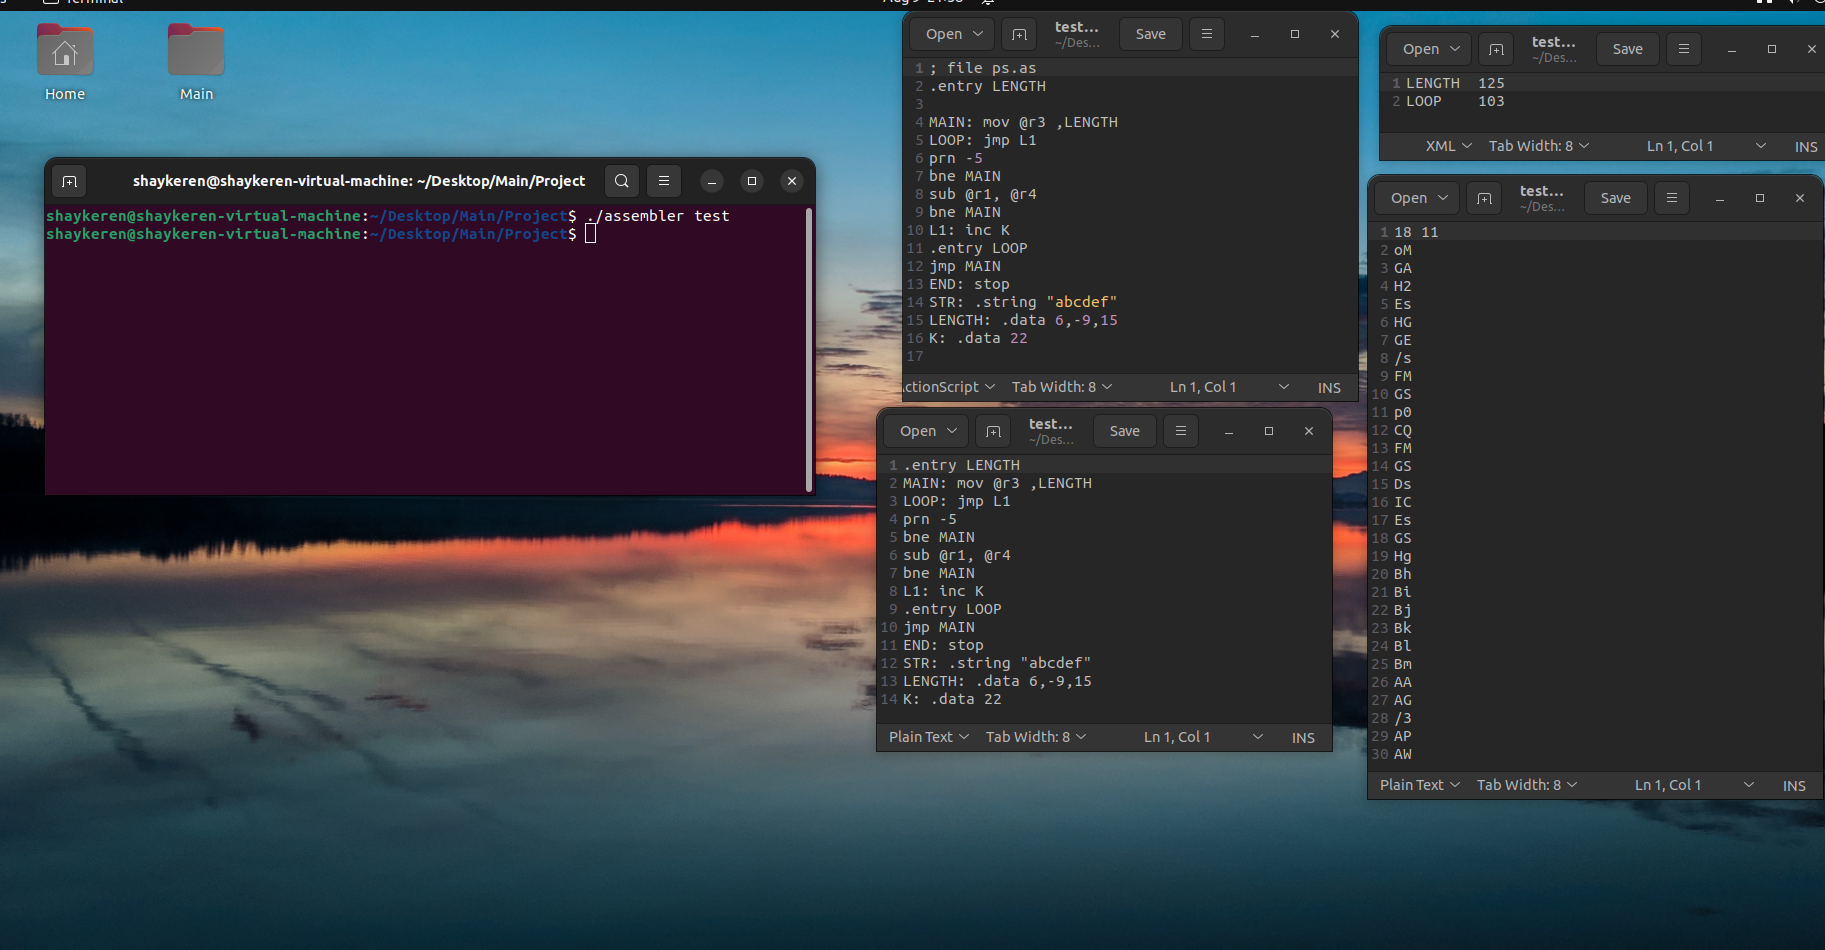 Terminal
Home
Main
shaykeren@shaykeren-virtual-machine: ~/Desktop/Main/Project
shaykeren@shaykeren-virtual-machine:~/Desktop/Main/Project$ ./assembler test
shaykeren@shaykeren-virtual-machine:~/Desktop/Main/Project$
Open
test...
~/Des...
Save
1 ; file ps.as
2 .entry LENGTH
3
4 MAIN: mov @r3 ,LENGTH
5 LOOP: jmp L1
6 prn -5
7 bne MAIN
8 sub @r1, @r4
9 bne MAIN
10 L1: inc K
11 .entry LOOP
12 jmp MAIN
13 END: stop
14 STR: .string "abcdef"
15 LENGTH: .data 6,-9,15
16 K: .data 22
17
ctionScript Tab Width: 8 Ln 1, Col 1 INS
Open
test...
~/Des...
Save
1 .entry LENGTH
2 MAIN: mov @r3 ,LENGTH
3 LOOP: jmp L1
4 prn -5
5 bne MAIN
6 sub @r1, @r4
7 bne MAIN
8 L1: inc K
9 .entry LOOP
10 jmp MAIN
11 END: stop
12 STR: .string "abcdef"
13 LENGTH: .data 6,-9,15
14 K: .data 22
Plain Text Tab Width: 8 Ln 1, Col 1 INS
Open
test...
~/Des...
Save
1 LENGTH 125
2 LOOP 103
XML Tab Width: 8 Ln 1, Col 1 INS
Open
test...
~/Des...
Save
1 18 11
2 oM
3 GA
4 H2
5 Es
6 HG
7 GE
8 /s
9 FM
10 GS
11 p0
12 CQ
13 FM
14 GS
15 Ds
16 IC
17 Es
18 GS
19 Hg
20 Bh
21 Bi
22 Bj
23 Bk
24 Bl
25 Bm
26 AA
27 AG
28 /3
29 AP
30 AW
Plain Text Tab Width: 8 Ln 1, Col 1 INS